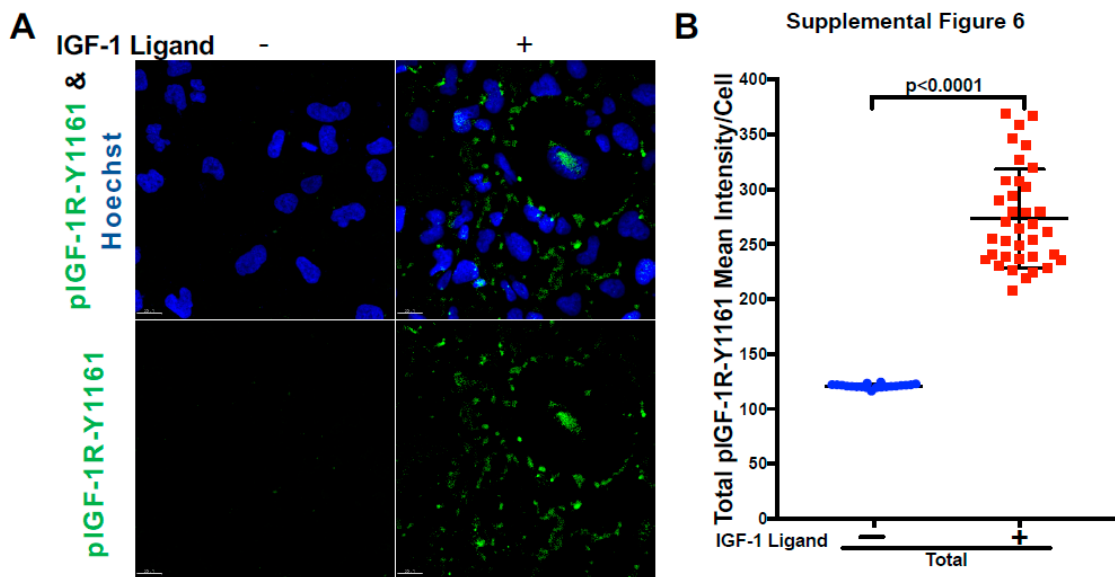 A
IGF-1 Ligand - +
pIGF-1R-Y1161 &
Hoechst
pIGF-1R-Y1161
B
Supplemental Figure 6
Total pIGF-1R-Y1161 Mean Intensity/Cell
400
350
300
250
200
150
100
50
0
p<0.0001
IGF-1 Ligand — +
Total